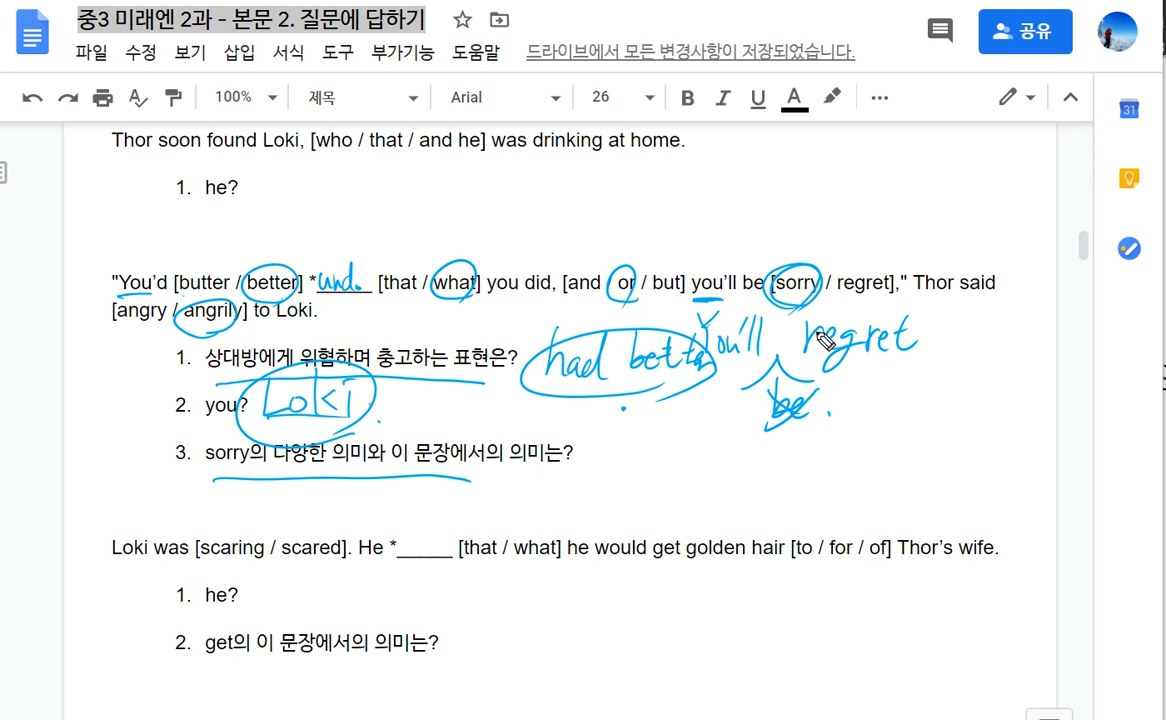 중3 미래엔 2과 - 본문 2. 질문에 답하기
파일 수정 보기 삽입 서식 도구 부가기능 도움말 드라이브에서 모든 변경사항이 저장되었습니다.
공유
100% 제목 Arial 26 B I U A
31
Thor soon found Loki, [who / that / and he] was drinking at home.
1. he?
"You'd [butter / better] *und. [that / what] you did, [and or / but] you'll be [sorry / regret]," Thor said
[angry / angrily] to Loki.
1. 상대방에게 위험하며 충고하는 표현은? had better You'll regret
2. you? Loki be.
3. sorry의 다양한 의미와 이 문장에서의 의미는?
Loki was [scaring / scared]. He *_____ [that / what] he would get golden hair [to / for / of] Thor's wife.
1. he?
2. get의 이 문장에서의 의미는?